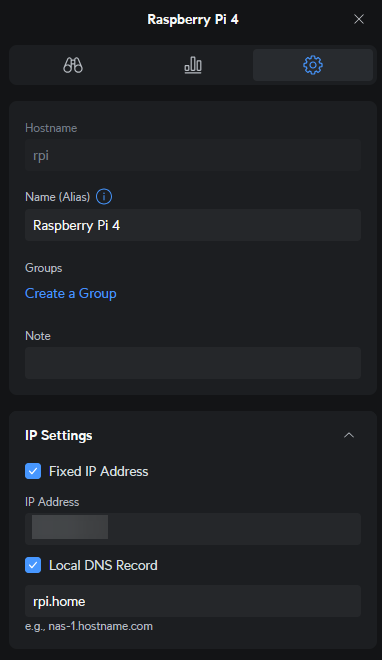 Raspberry Pi 4
Hostname
rpi
Name (Alias)
Raspberry Pi 4
Groups
Create a Group
Note
IP Settings
Fixed IP Address
IP Address
Local DNS Record
rpi.home
e.g., nas-1.hostname.com